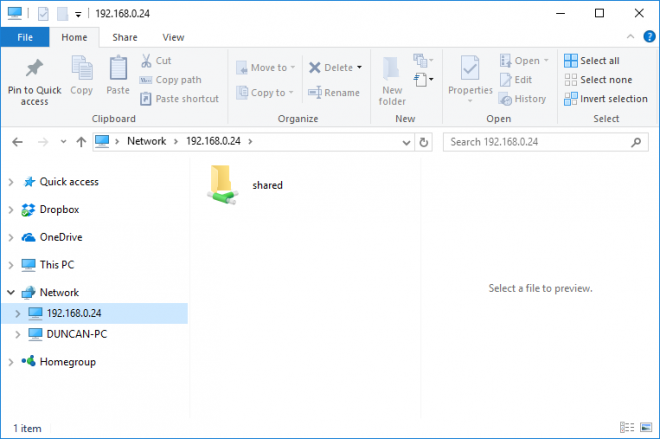 192.168.0.24
File Home Share View
Pin to Quick access
Copy
Paste
Cut
Copy path
Paste shortcut
Clipboard
Move to
Copy to
Delete
Rename
Organize
New folder
New
Properties
Open
Edit
History
Open
Select all
Select none
Invert selection
Select
Network 192.168.0.24
Search 192.168.0.24
Quick access
Dropbox
OneDrive
This PC
Network
192.168.0.24
DUNCAN-PC
Homegroup
shared
Select a file to preview.
1 item